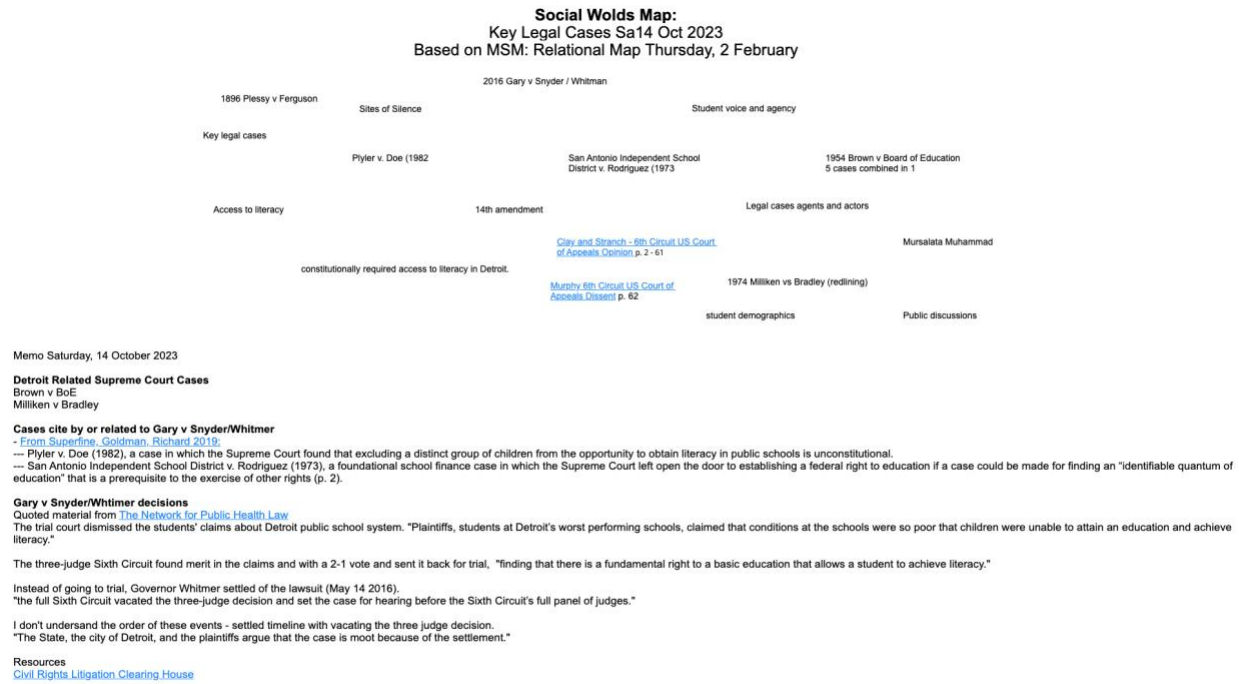 Social Wolds Map:
Key Legal Cases Sa14 Oct 2023
Based on MSM: Relational Map Thursday, 2 February
2016 Gary v Snyder / Whitman
1896 Plessy v Ferguson
Sites of Silence
Student voice and agency
Key legal cases
Plyler v. Doe (1982
San Antonio Independent School
District v. Rodriguez (1973
1954 Brown v Board of Education
5 cases combined in 1
Access to literacy
14th amendment
Legal cases agents and actors
Clay and Stranch - 6th Circuit US Court
of Appeals Opinion p. 2 - 61
Mursalata Muhammad
constitutionally required access to literacy in Detroit.
Murphy 6th Circuit US Court of
Appeals Dissent p. 62
1974 Milliken vs Bradley (redlining)
student demographics
Public discussions
Memo Saturday, 14 October 2023
Detroit Related Supreme Court Cases
Brown v BoE
Milliken v Bradley
Cases cite by or related to Gary v Snyder/Whitmer
- From Superfine, Goldman, Richard 2019:
--- Plyler v. Doe (1982), a case in which the Supreme Court found that excluding a distinct group of children from the opportunity to obtain literacy in public schools is unconstitutional.
--- San Antonio Independent School District v. Rodriguez (1973), a foundational school finance case in which the Supreme Court left open the door to establishing a federal right to education if a case could be made for finding an "identifiable quantum of
education" that is a prerequisite to the exercise of other rights (p. 2).
Gary v Snyder/Whtimer decisions
Quoted material from The Network for Public Health Law
The trial court dismissed the students' claims about Detroit public school system. "Plaintiffs, students at Detroit's worst performing schools, claimed that conditions at the schools were so poor that children were unable to attain an education and achieve
literacy."
The three-judge Sixth Circuit found merit in the claims and with a 2-1 vote and sent it back for trial, "finding that there is a fundamental right to a basic education that allows a student to achieve literacy."
Instead of going to trial, Governor Whitmer settled of the lawsuit (May 14 2016).
"the full Sixth Circuit vacated the three-judge decision and set the case for hearing before the Sixth Circuit's full panel of judges."
I don't undersand the order of these events - settled timeline with vacating the three judge decision.
"The State, the city of Detroit, and the plaintiffs argue that the case is moot because of the settlement."
Resources
Civil Rights Litigation Clearing House